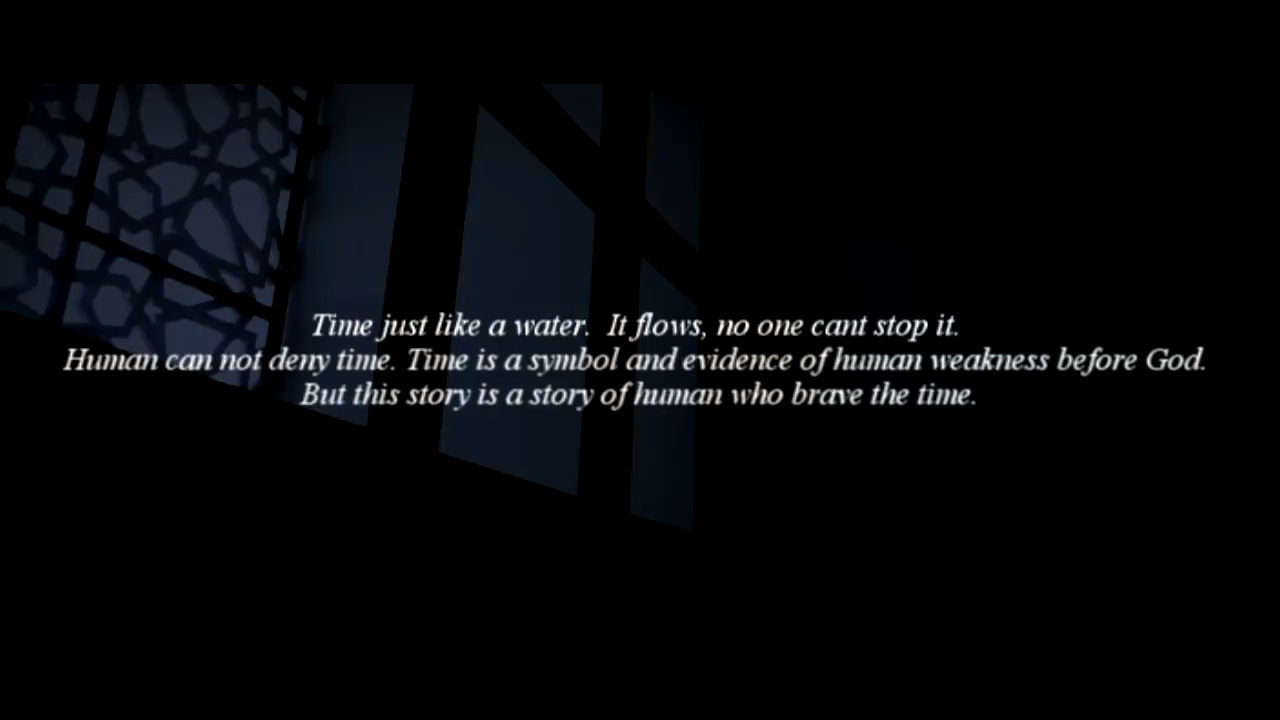 Time just like a water.  It flows, no one cant stop it.
Human can not deny time. Time is a symbol and evidence of human weakness before God.
But this story is a story of human who brave the time.